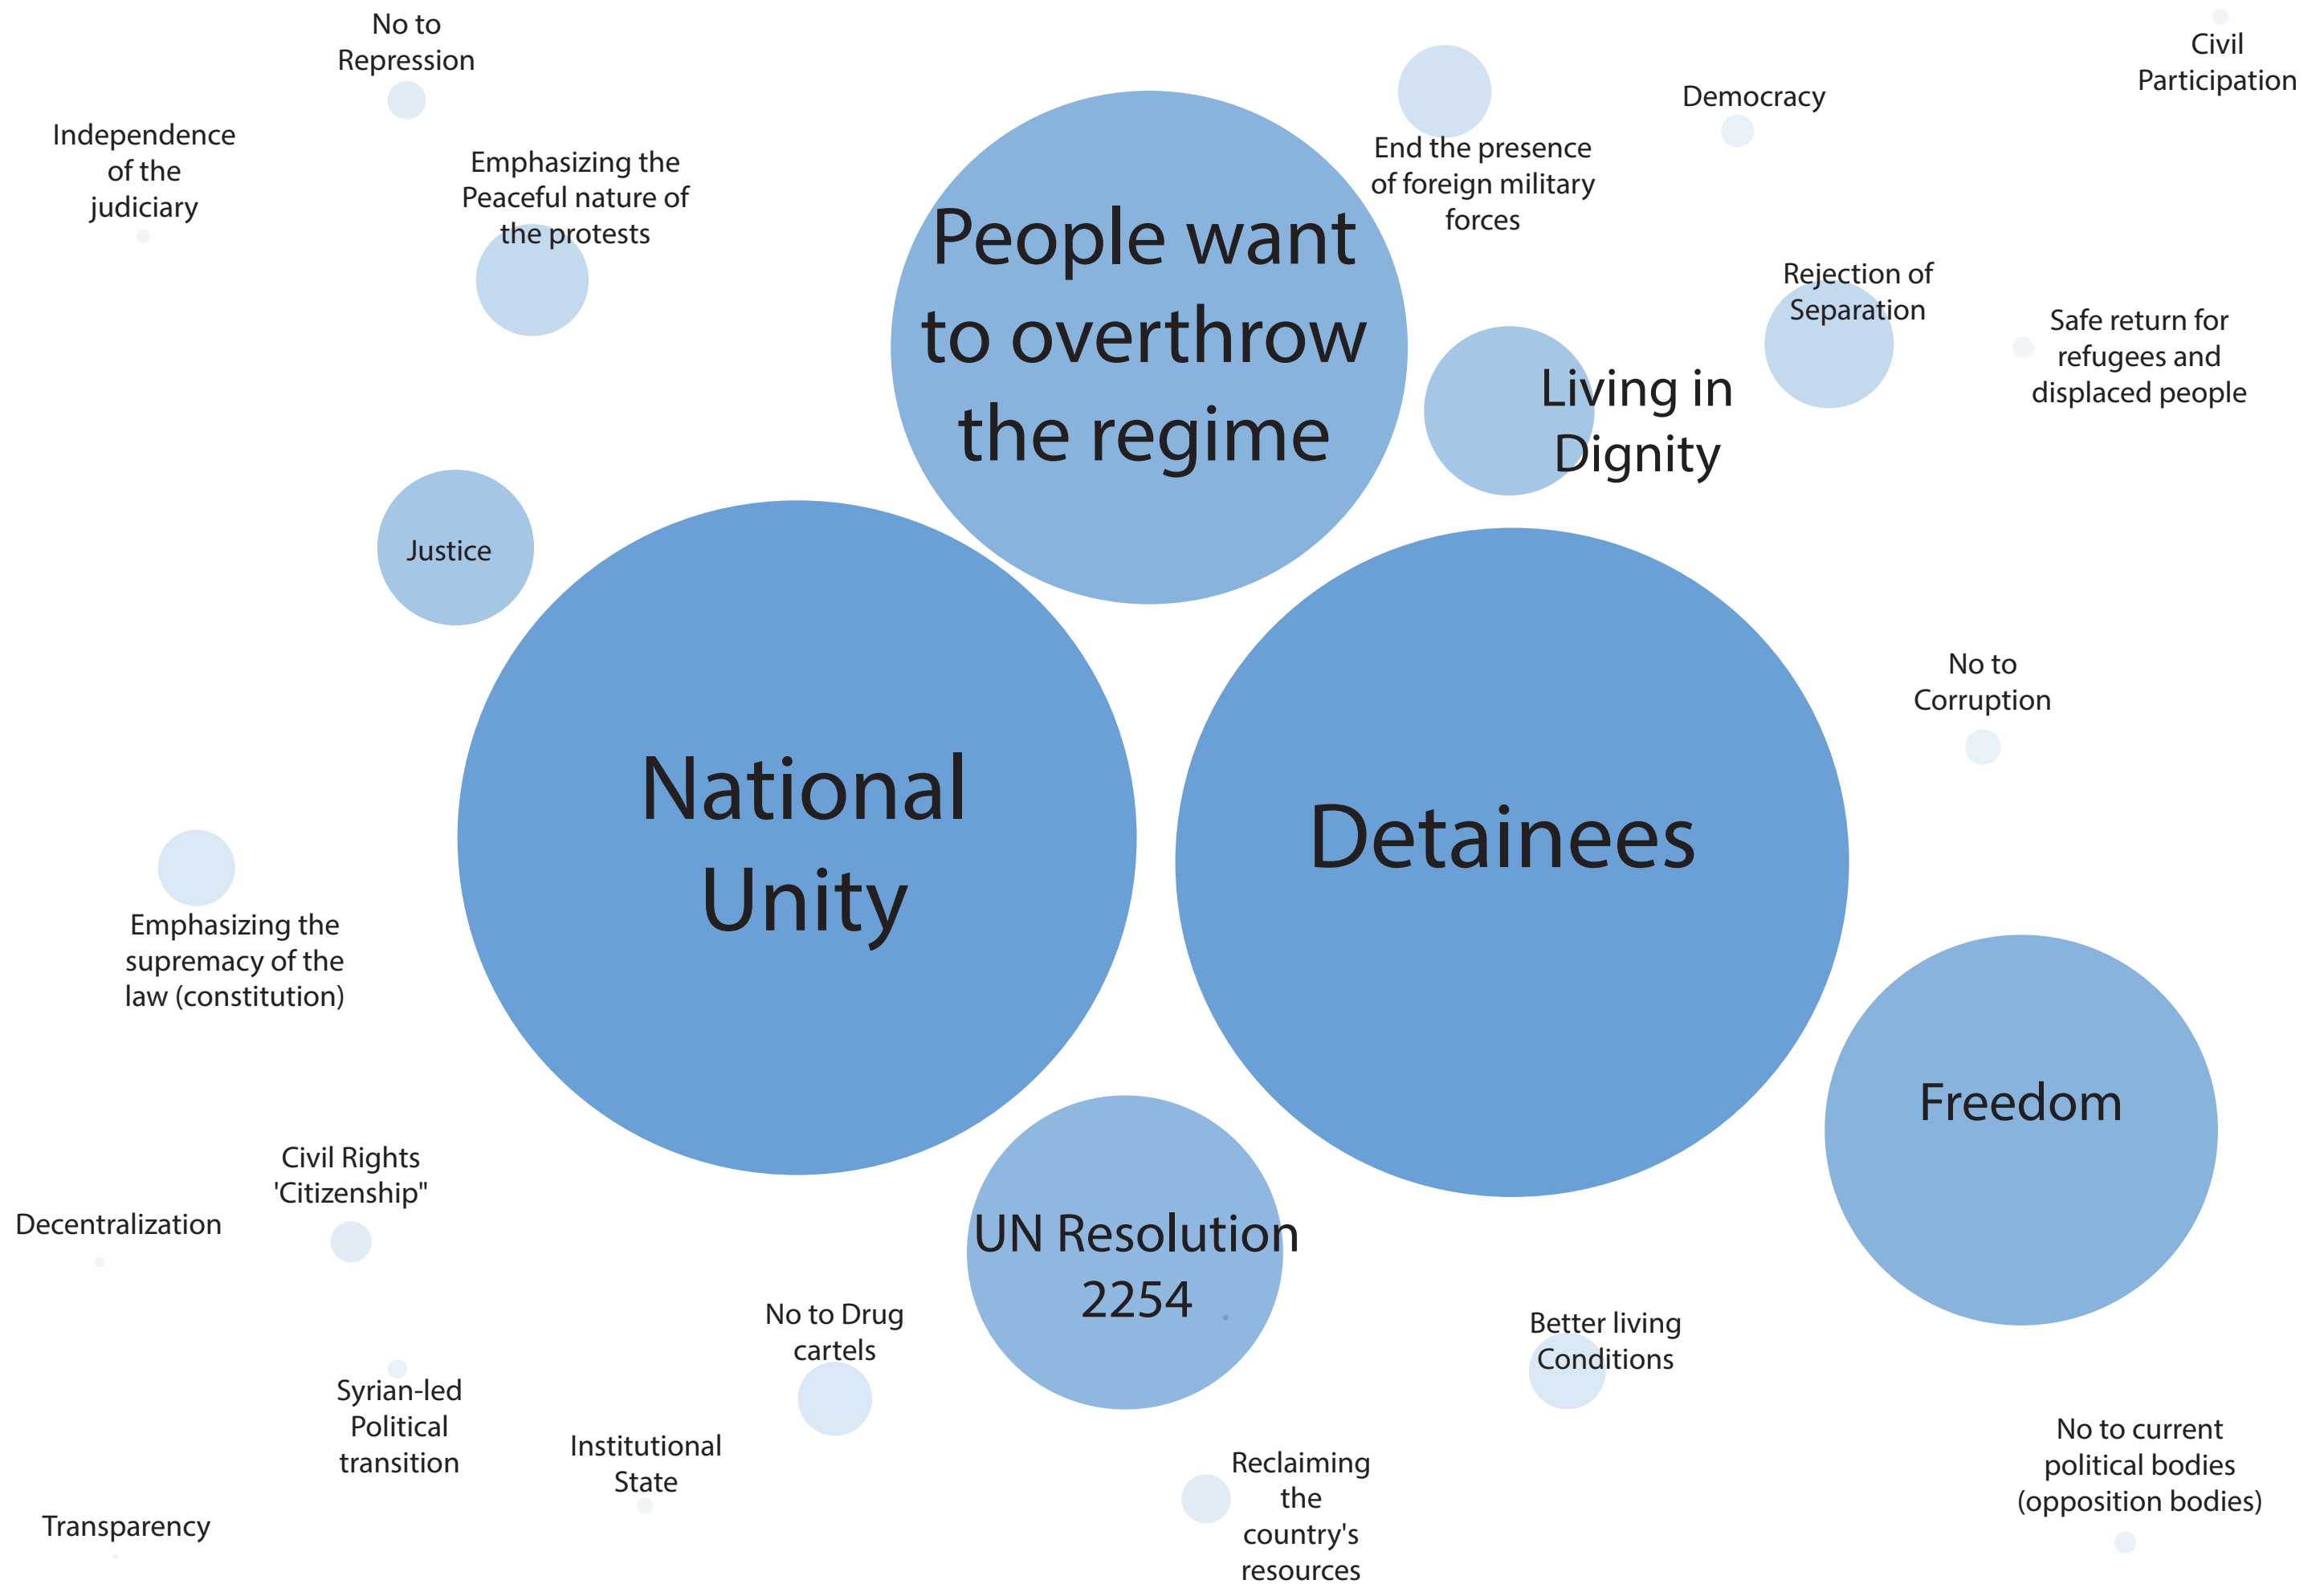 No to
Repression
Civil
Participation
Democracy
Independence
of the
judiciary
Emphasizing the
Peaceful nature of
the protests
End the presence
of foreign military
forces
People want
to overthrow
the regime
Rejection of
Separation
Safe return for
refugees and
displaced people
Living in
Dignity
Justice
No to
Corruption
National
Unity
Detainees
Emphasizing the
supremacy of the
law (constitution)
Freedom
Civil Rights
'Citizenship"
Decentralization
UN Resolution
2254
No to Drug
cartels
Better living
Conditions
Syrian-led
Political
transition
Institutional
State
Reclaiming
the
country's
resources
No to current
political bodies
(opposition bodies)
Transparency